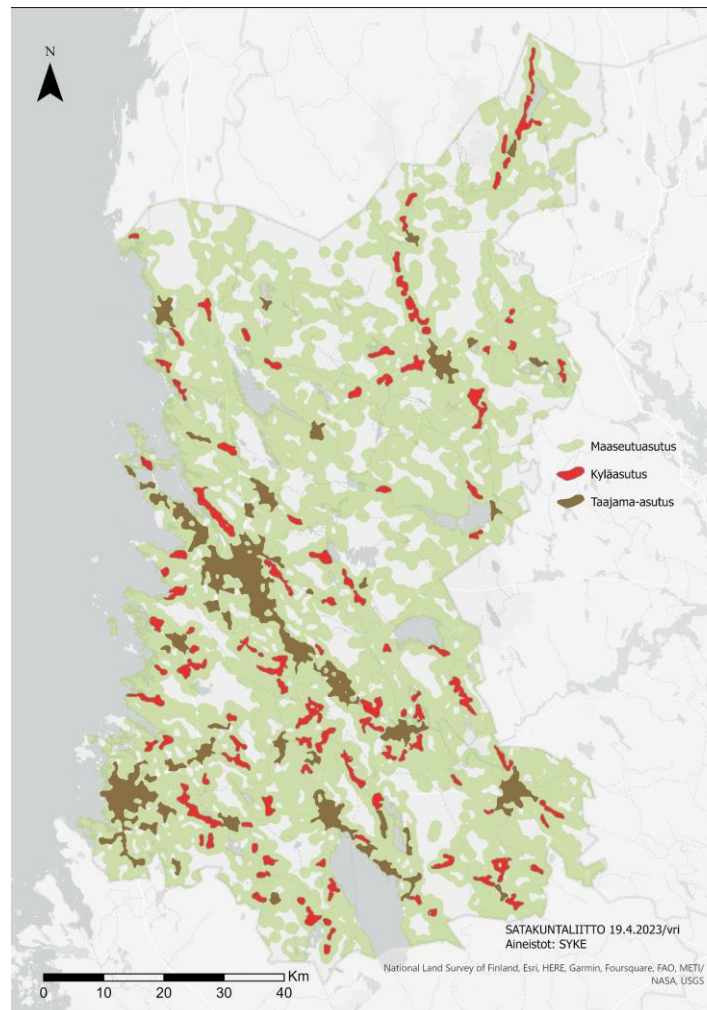 N
Maaseutuasutus
Kyläasutus
Taajama-asutus
SATAKUNTALIITTO 19.4.2023/vri
Aineistot: SYKE
National Land Survey of Finland, Esri, HERE, Garmin, Foursquare, FAO, METI/
NASA, USGS
Km
0 10 20 30 40